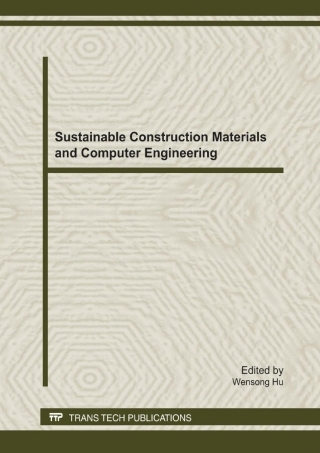 Sustainable Construction Materials
and Computer Engineering
Edited by
Wensong Hu
TTP TRANS TECH PUBLICATIONS